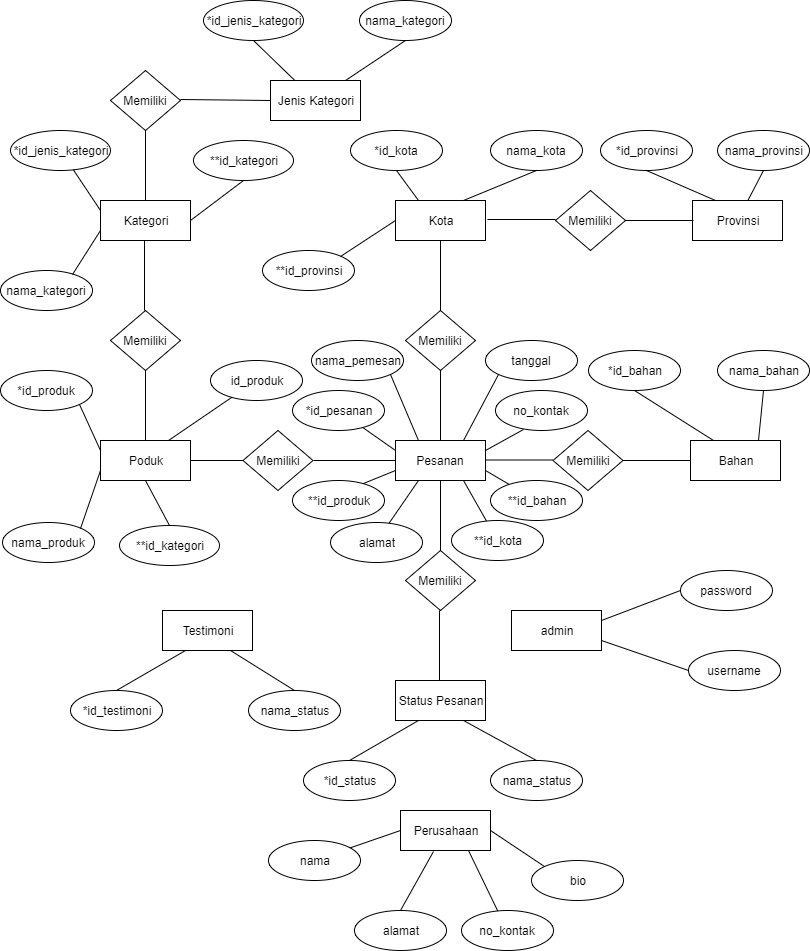 *id_jenis_kategori
nama_kategori
Memiliki
Jenis Kategori
*id_jenis_kategori
**id_kategori
*id_kota
nama_kota
*id_provinsi
nama_provinsi
Kategori
Kota
Memiliki
Provinsi
nama_kategori
**id_provinsi
Memiliki
Memiliki
nama_pemesan
tanggal
*id_produk
id_produk
*id_bahan
nama_bahan
*id_pesanan
no_kontak
Poduk
Memiliki
Pesanan
Memiliki
Bahan
**id_produk
**id_bahan
nama_produk
**id_kategori
alamat
**id_kota
Memiliki
password
Testimoni
admin
username
*id_testimoni
nama_status
Status Pesanan
*id_status
nama_status
Perusahaan
nama
bio
alamat
no_kontak